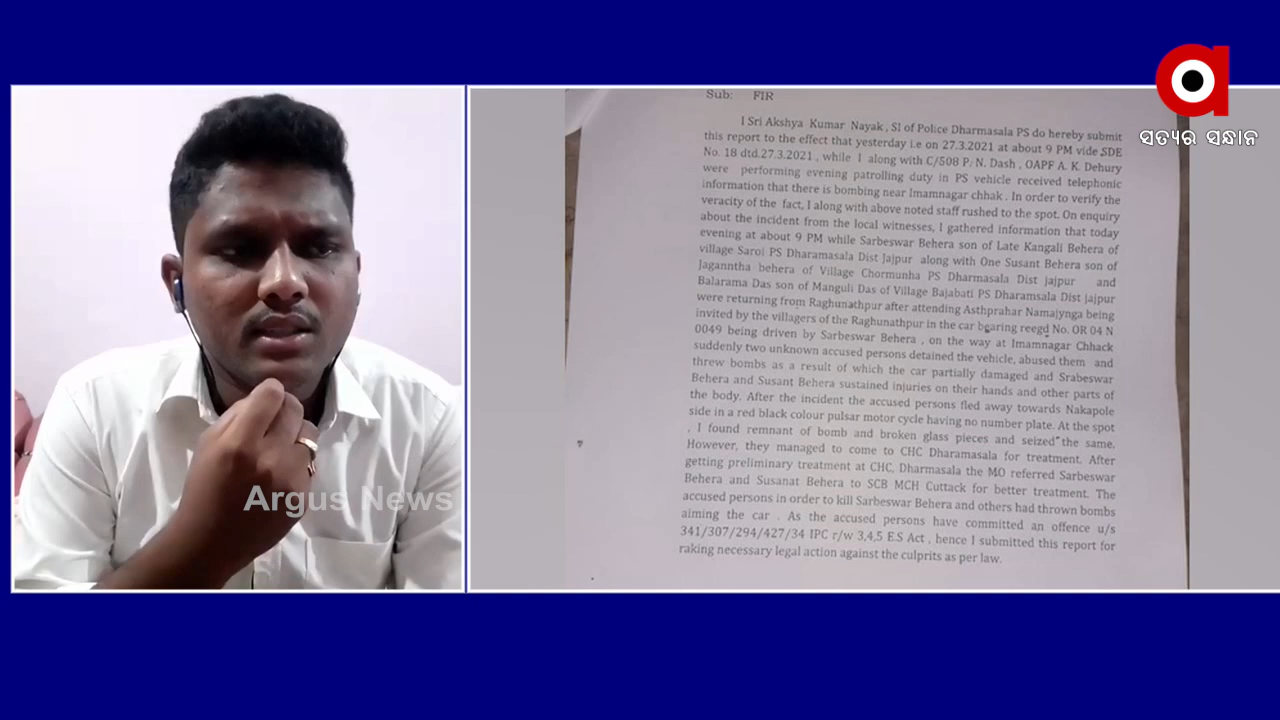 ସତ୍ୟର ସନ୍ଧାନ
Sub: FIR
I Sri Akshya Kumar Nayak , SI of Police Dharmasala PS do hereby submit
this report to the effect that yesterday i.e on 27.3.2021 at about 9 PM vide SDE
No. 18 dtd.27.3.2021 , while I along with C/508 P. N. Dash , OAPF A. K. Dehury
were performing evening patrolling duty in PS vehicle received telephonic
information that there is bombing near Imamnagar chhak . In order to verify the
veracity of the fact, I along with above noted staff rushed to the spot. On enquiry
about the incident from the local witnesses, I gathered information that today
evening at about 9 PM while Sarbeswar Behera son of Late Kangali Behera of
village Saroi PS Dharamasala Dist Jajpur along with One Susant Behera son of
Jaganntha behera of Village Chormunha PS Dharmasala Dist jajpur and
Balarama Das son of Manguli Das of Village Bajabati PS Dharamsala Dist jajpur
were returning from Raghunathpur after attending Asthprahar Namajynga being
invited by the villagers of the Raghunathpur in the car bearing reegd No. OR 04 N
0049 being driven by Sarbeswar Behera , on the way at Imamnagar Chhack
suddenly two unknown accused persons detained the vehicle, abused them and
threw bombs as a result of which the car partially damaged and Srabeswar
Behera and Susant Behera sustained injuries on their hands and other parts of
the body. After the incident the accused persons fled away towards Nakapole
side in a red black colour pulsar motor cycle having no number plate. At the spot
, I found remnant of bomb and broken glass pieces and seized the same.
However, they managed to come to CHC Dharamasala for treatment. After
getting preliminary treatment at CHC, Dharmasala the MO referred Sarbeswar
Behera and Susanat Behera to SCB MCH Cuttack for better treatment. The
accused persons in order to kill Sarbeswar Behera and others had thrown bombs
aiming the car . As the accused persons have committed an offence u/s
341/307/294/427/34 IPC r/w 3,4,5 E.S Act , hence I submitted this report for
raking necessary legal action against the culprits as per law.
Argus News